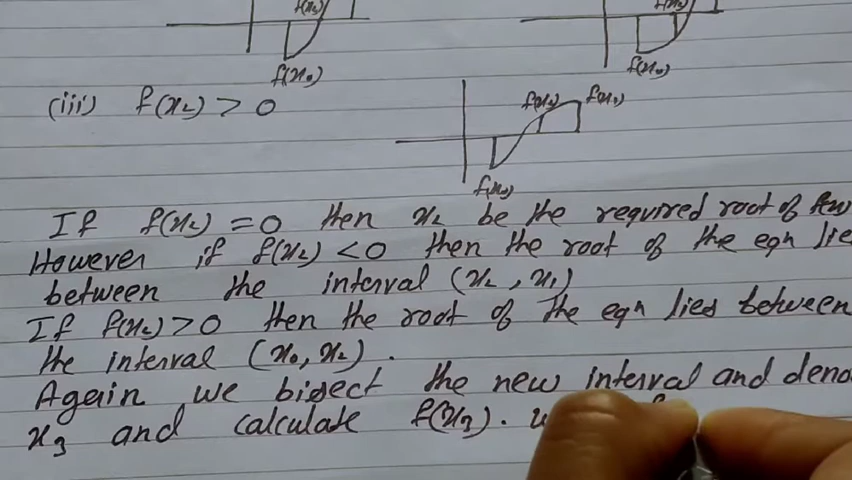 f(x₂)
f(x₂)
f(x₀)
f(x₀)
(iii) f(x₂) > 0
f(x₂) f(x₁)
f(x₀)
If f(x₂) = 0 then x₂ be the required root of
However if f(x₂) < 0 then the root of the eqn lie
between the interval (x₂, x₁)
If f(x₂) > 0 then the root of the eqn lies between
the interval (x₀, x₂).
Again we bisect the new interval and deno
x₃ and calculate f(x₃).